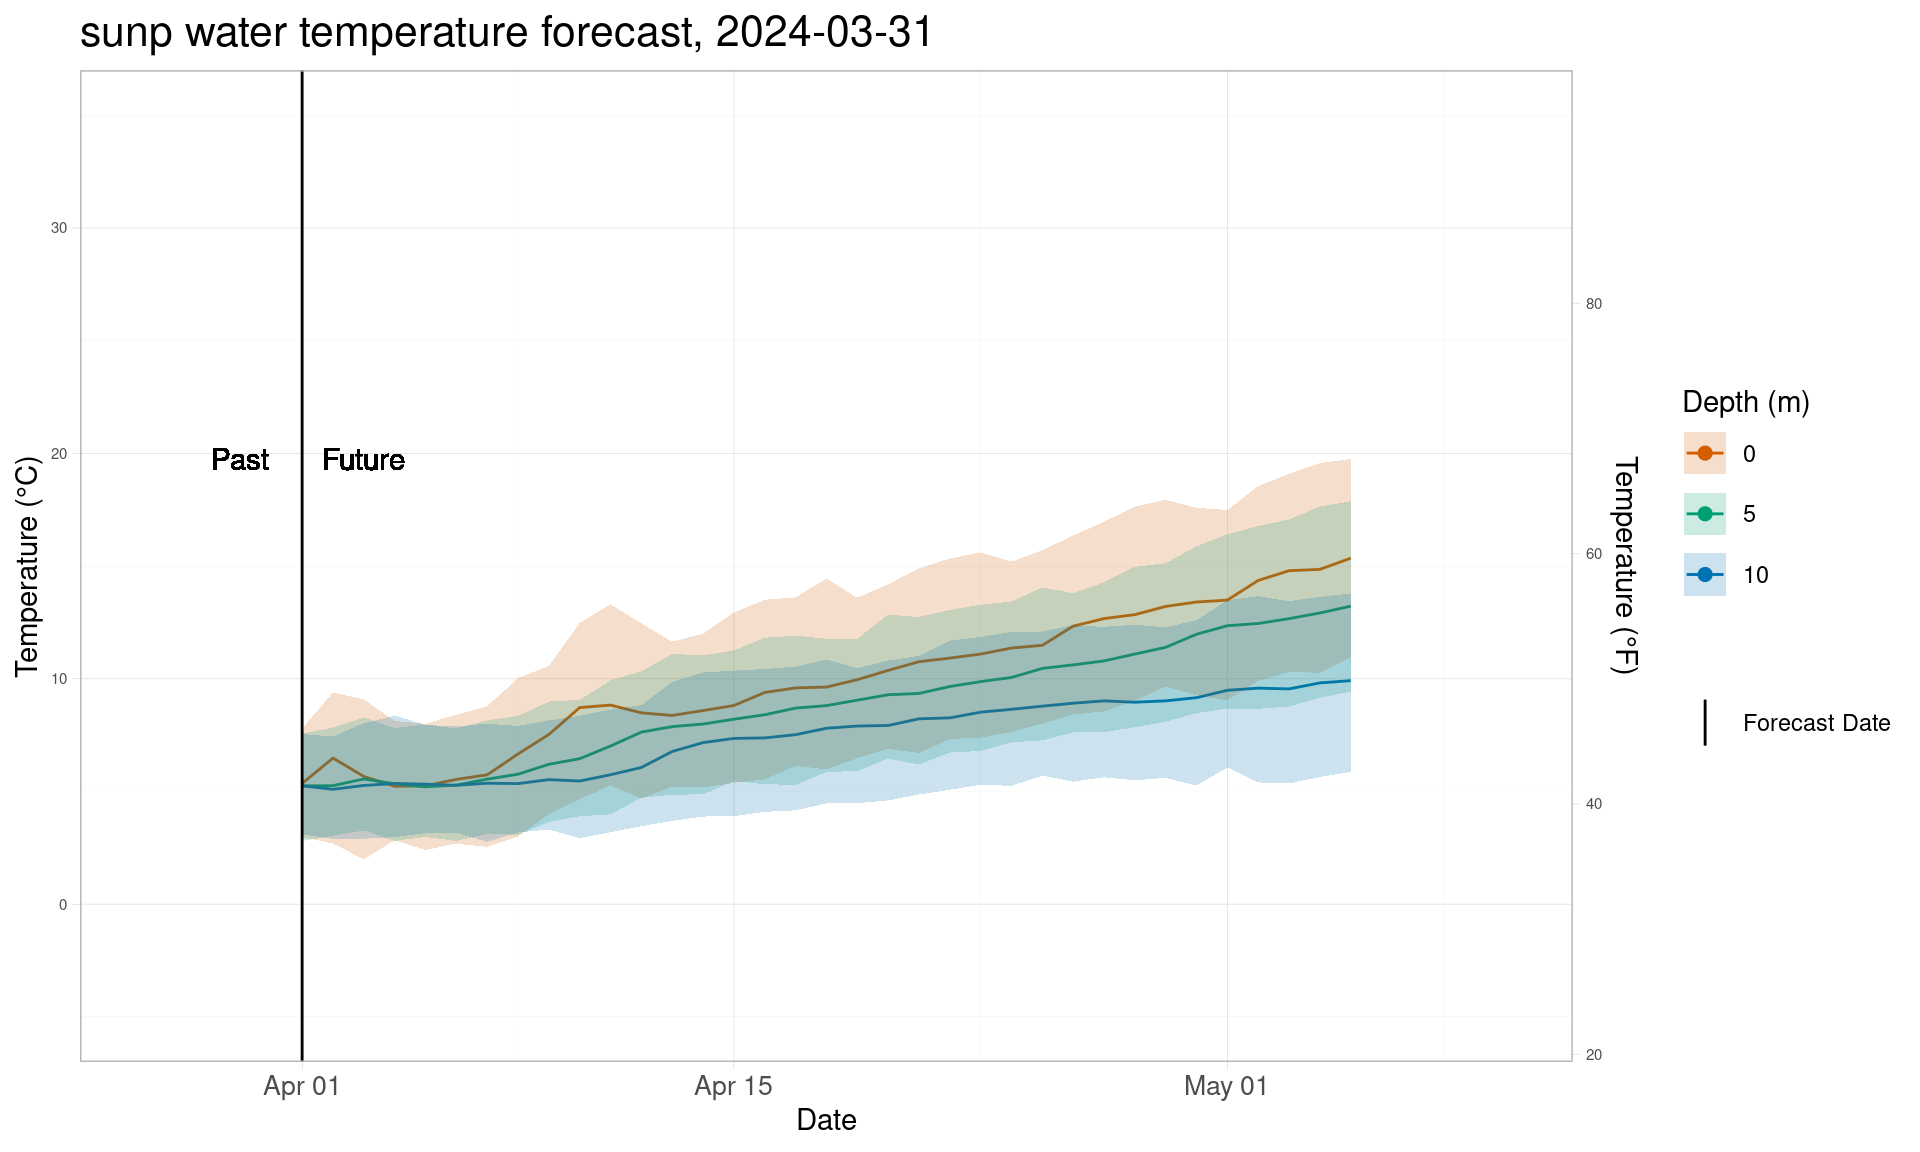 sunp water temperature forecast, 2024-03-31
Temperature (°C)
30
20
10
0
Past
Future
80
60
40
20
Temperature (°F)
Apr 01
Apr 15
May 01
Date
Depth (m)
0
5
10
Forecast Date